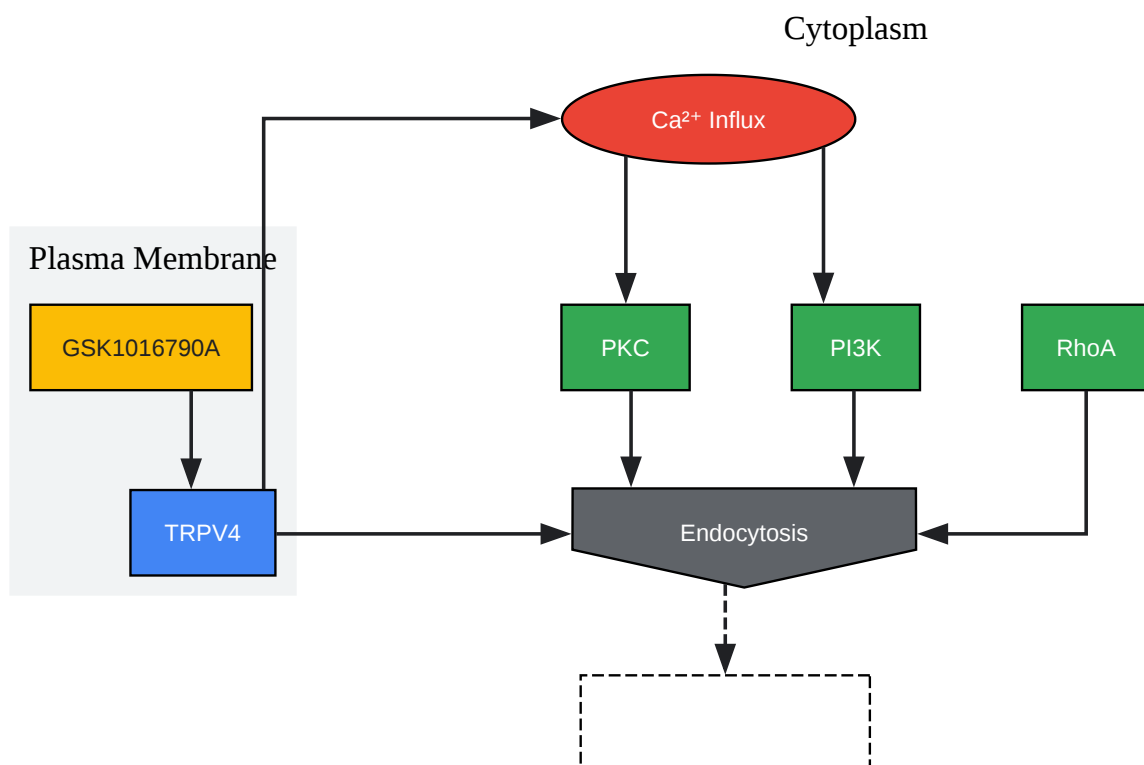 Cytoplasm
Ca²⁺ Influx
Plasma Membrane
GSK1016790A
PKC
PI3K
RhoA
TRPV4
Endocytosis